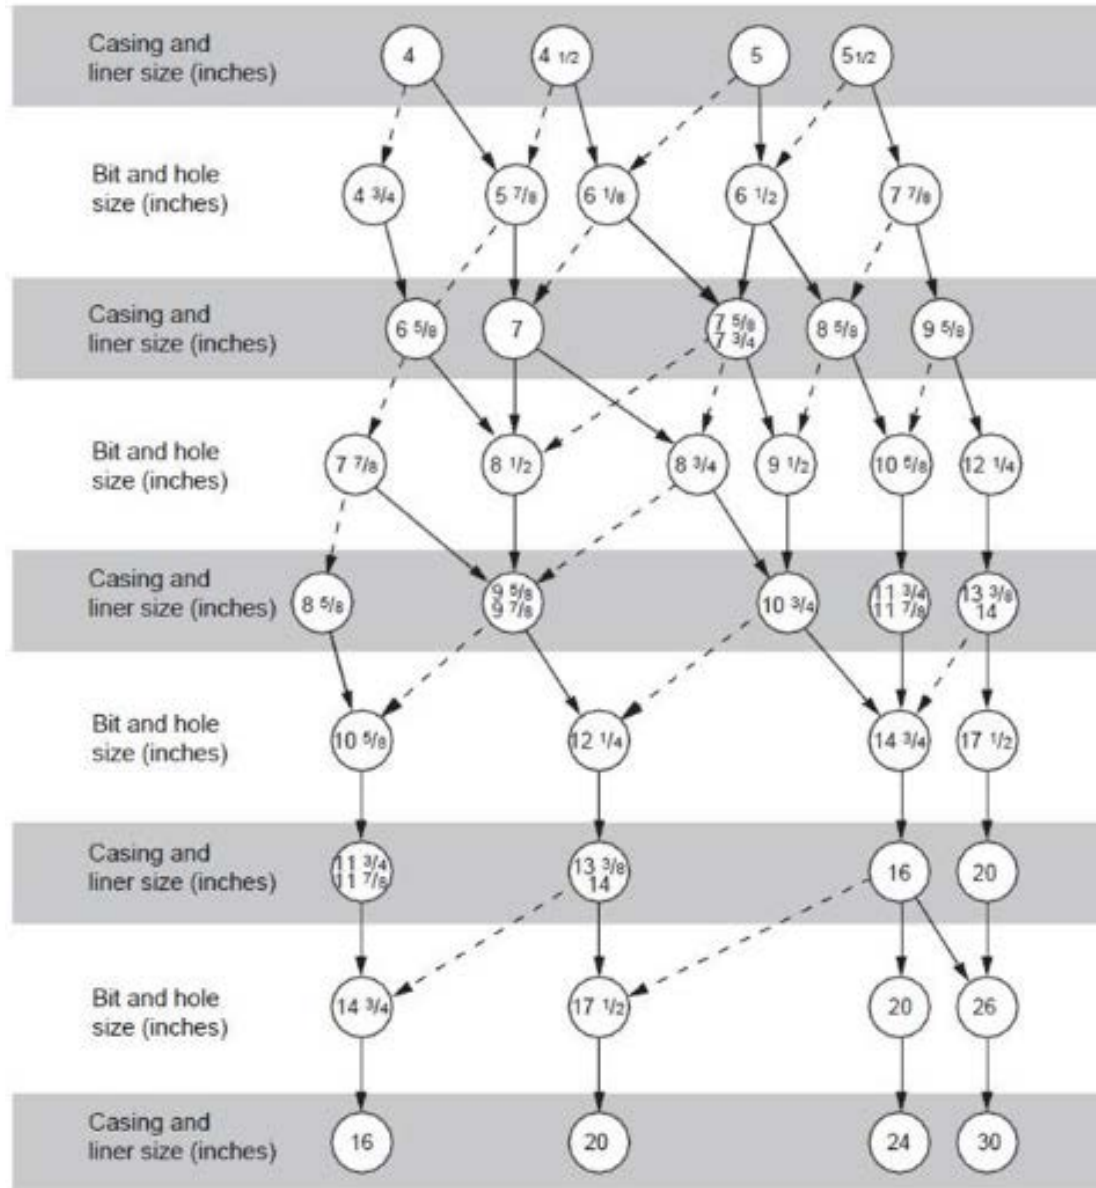 Casing and
liner size (inches)
4
4 1/2
5
5 1/2
Bit and hole
size (inches)
4 3/4
5 7/8
6 1/8
6 1/2
7 7/8
Casing and
liner size (inches)
6 5/8
7
7 5/8
7 3/4
8 5/8
9 5/8
Bit and hole
size (inches)
7 7/8
8 1/2
8 3/4
9 1/2
10 5/8
12 1/4
Casing and
liner size (inches)
8 5/8
9 5/8
9 7/8
10 3/4
11 3/4
11 7/8
13 3/8
14
Bit and hole
size (inches)
10 5/8
12 1/4
14 3/4
17 1/2
Casing and
liner size (inches)
11 3/4
11 7/8
13 3/8
14
16
20
Bit and hole
size (inches)
14 3/4
17 1/2
20
26
Casing and
liner size (inches)
16
20
24
30